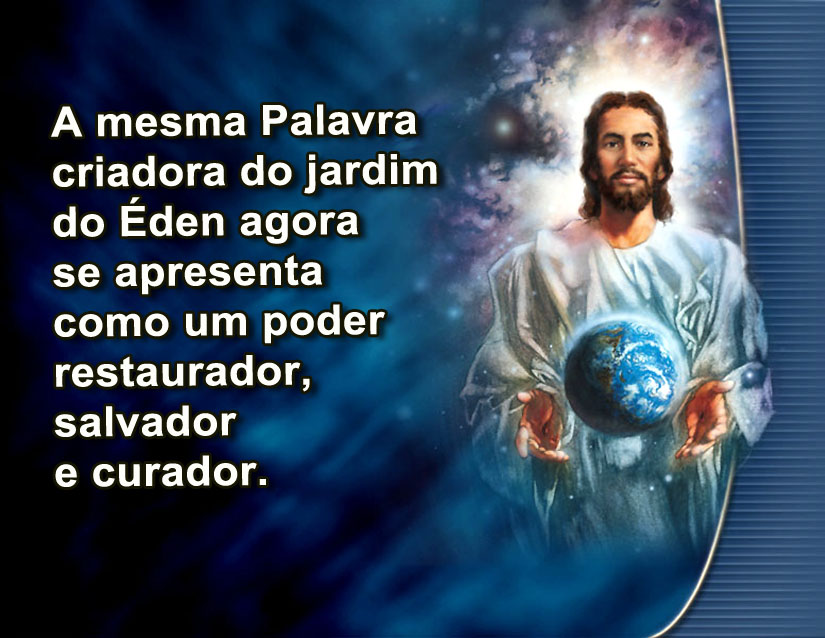 A mesma Palavra
criadora do jardim
do Éden agora
se apresenta
como um poder
restaurador,
salvador
e curador.